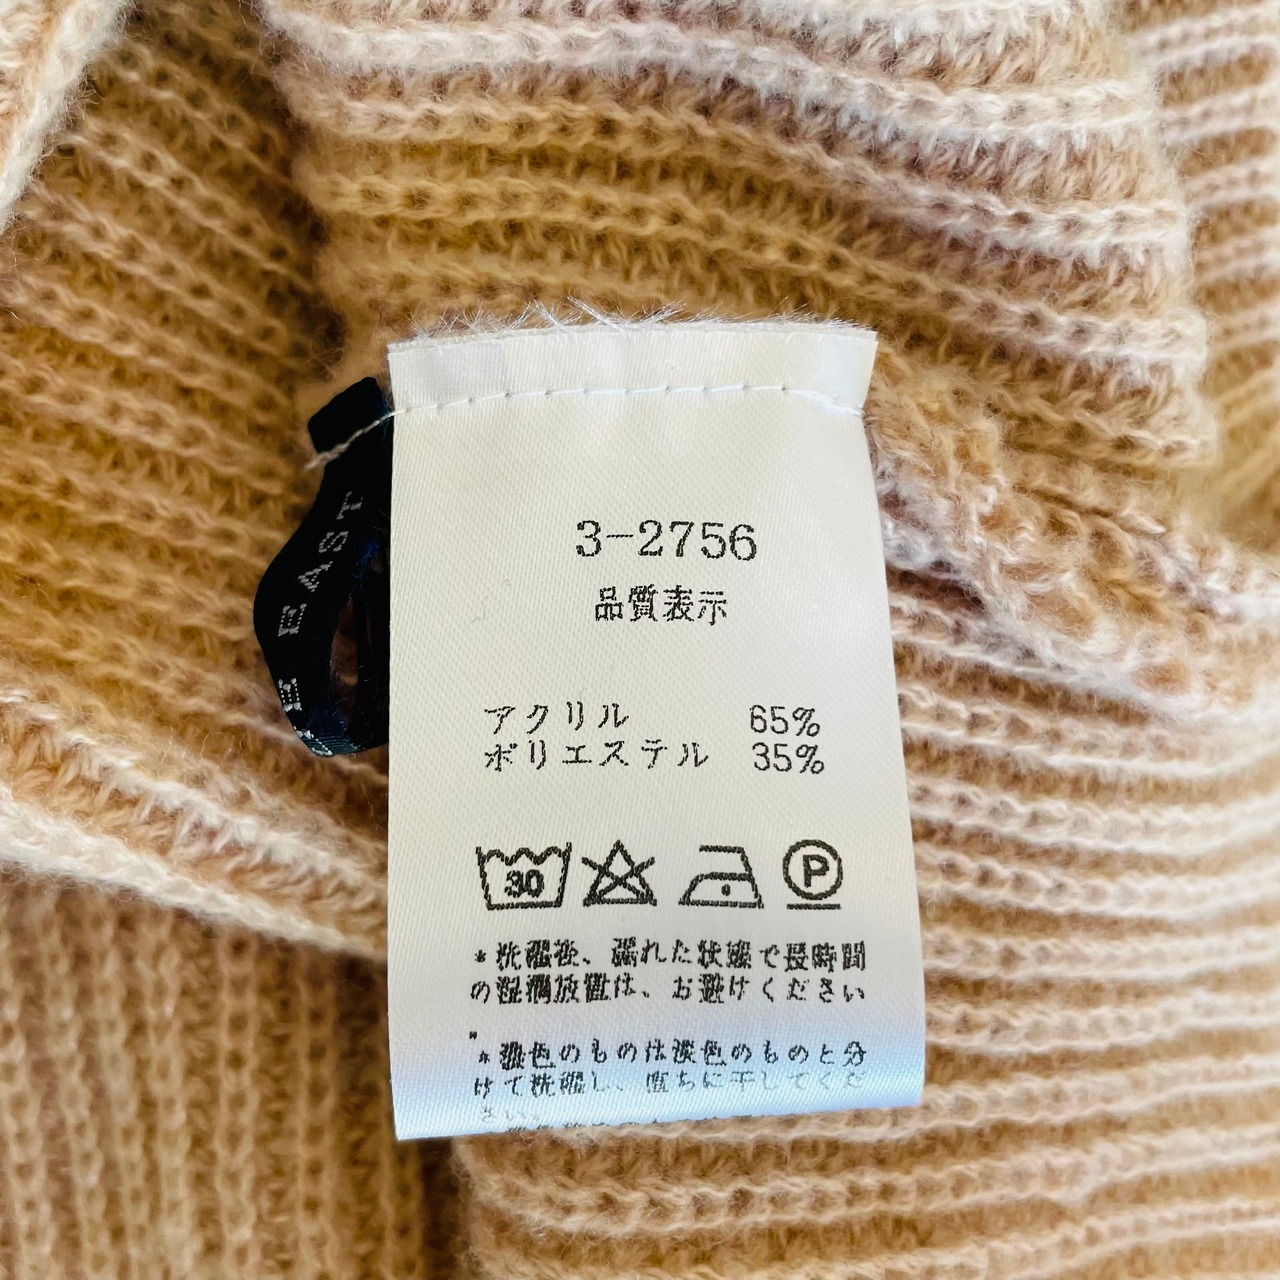 EAST
3-2756
品質表示
アクリル 65%
ポリエステル 35%
30
P
*洗濯後、濡れた状態で長時間
の湿潤放置は、お避けください
*濃色のものは淡色のものと分
けて洗濯し、直ちに干してくだ
さい。